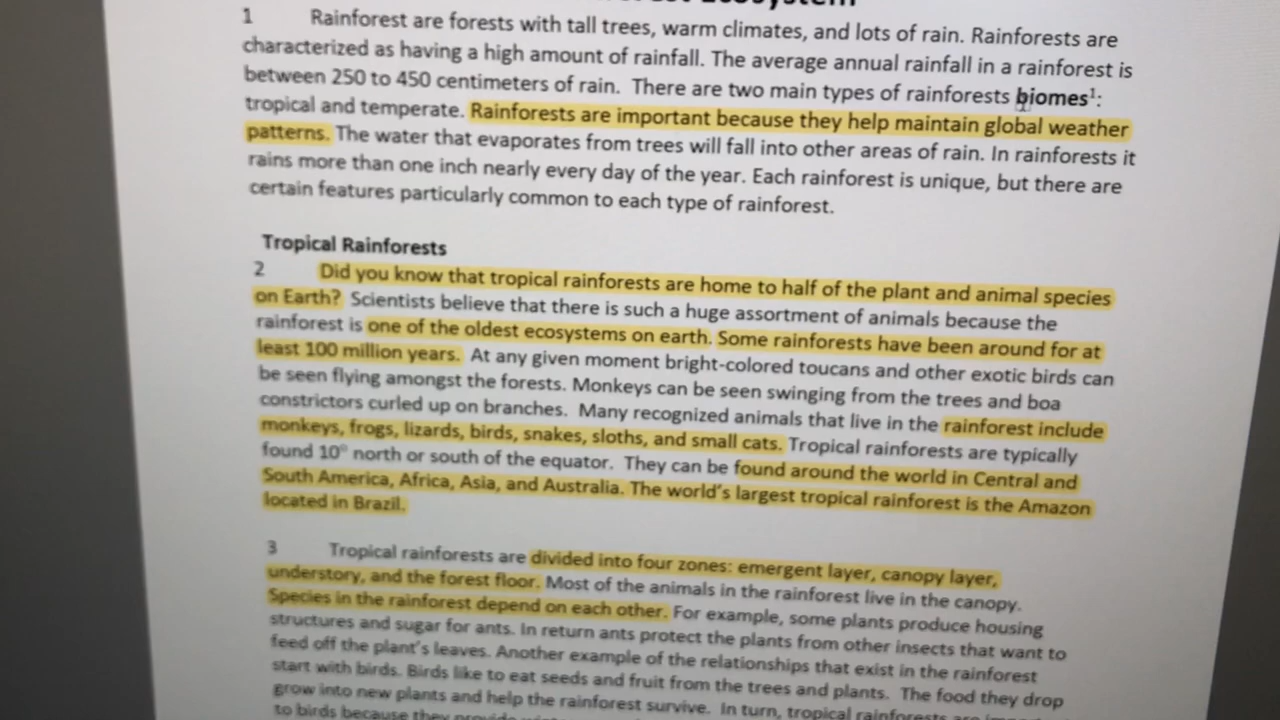 Ecosystem
1 Rainforest are forests with tall trees, warm climates, and lots of rain. Rainforests are
characterized as having a high amount of rainfall. The average annual rainfall in a rainforest is
between 250 to 450 centimeters of rain. There are two main types of rainforests biomes¹:
tropical and temperate. Rainforests are important because they help maintain global weather
patterns. The water that evaporates from trees will fall into other areas of rain. In rainforests it
rains more than one inch nearly every day of the year. Each rainforest is unique, but there are
certain features particularly common to each type of rainforest.
Tropical Rainforests
2 Did you know that tropical rainforests are home to half of the plant and animal species
on Earth? Scientists believe that there is such a huge assortment of animals because the
rainforest is one of the oldest ecosystems on earth. Some rainforests have been around for at
least 100 million years. At any given moment bright-colored toucans and other exotic birds can
be seen flying amongst the forests. Monkeys can be seen swinging from the trees and boa
constrictors curled up on branches. Many recognized animals that live in the rainforest include
monkeys, frogs, lizards, birds, snakes, sloths, and small cats. Tropical rainforests are typically
found 10° north or south of the equator. They can be found around the world in Central and
South America, Africa, Asia, and Australia. The world's largest tropical rainforest is the Amazon
located in Brazil.
3 Tropical rainforests are divided into four zones: emergent layer, canopy layer,
understory, and the forest floor. Most of the animals in the rainforest live in the canopy.
Species in the rainforest depend on each other. For example, some plants produce housing
structures and sugar for ants. In return ants protect the plants from other insects that want to
feed off the plant's leaves. Another example of the relationships that exist in the rainforest
start with birds. Birds like to eat seeds and fruit from the trees and plants. The food they drop
grow into new plants and help the rainforest survive. In turn, tropical rainforests are
to birds because they provide